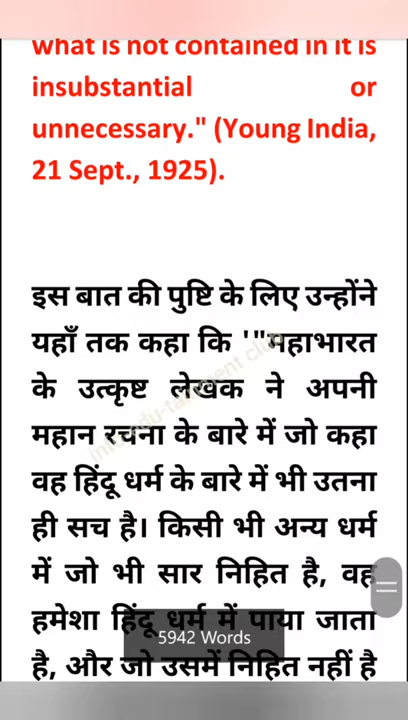 what is not contained in it is
insubstantial or
unnecessary." (Young India,
21 Sept., 1925).
इस बात की पुष्टि के लिए उन्होंने
यहाँ तक कहा कि '"महाभारत
के उत्कृष्ट लेखक ने अपनी
महान रचना के बारे में जो कहा
वह हिंदू धर्म के बारे में भी उतना
ही सच है। किसी भी अन्य धर्म
में जो भी सार निहित है, वह
हमेशा हिंदू धर्म में पाया जाता
5942 Words
है, और जो उसमें निहित नहीं है